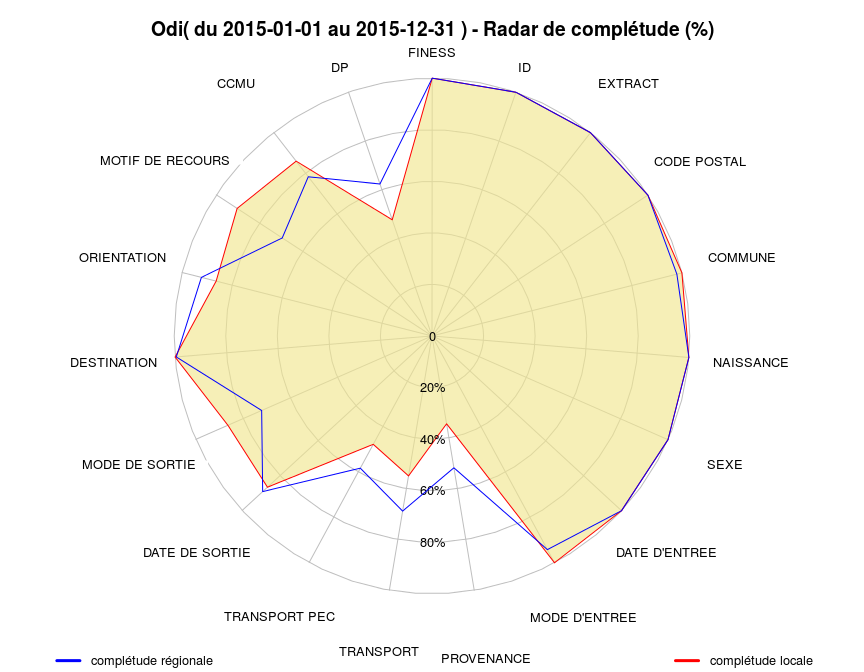 Odi( du 2015-01-01 au 2015-12-31 ) - Radar de complétude (%)
FINESS
DP
ID
CCMU
EXTRACT
MOTIF DE RECOURS
CODE POSTAL
ORIENTATION
COMMUNE
0
DESTINATION
NAISSANCE
20%
40%
MODE DE SORTIE
SEXE
60%
80%
DATE DE SORTIE
DATE D'ENTREE
TRANSPORT PEC
MODE D'ENTREE
TRANSPORT
PROVENANCE
complétude régionale
complétude locale